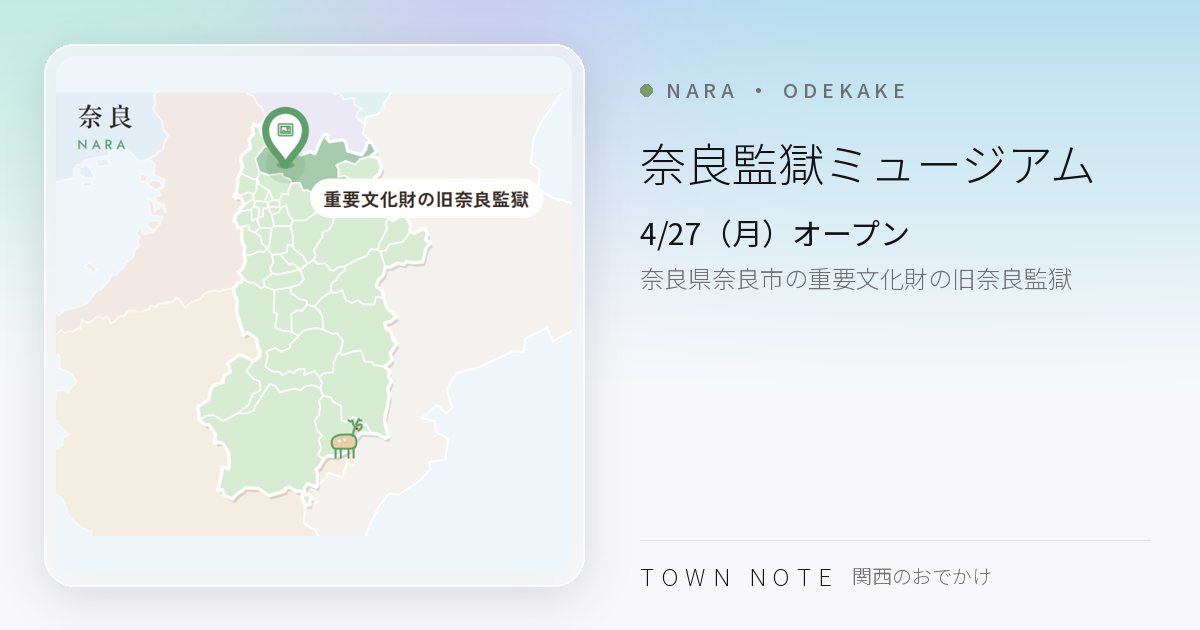 奈良
NARA
重要文化財の旧奈良監獄
NARA • ODEKAKE
奈良監獄ミュージアム
4/27（月）オープン
奈良県奈良市の重要文化財の旧奈良監獄
TOWN NOTE 関西のおでかけ